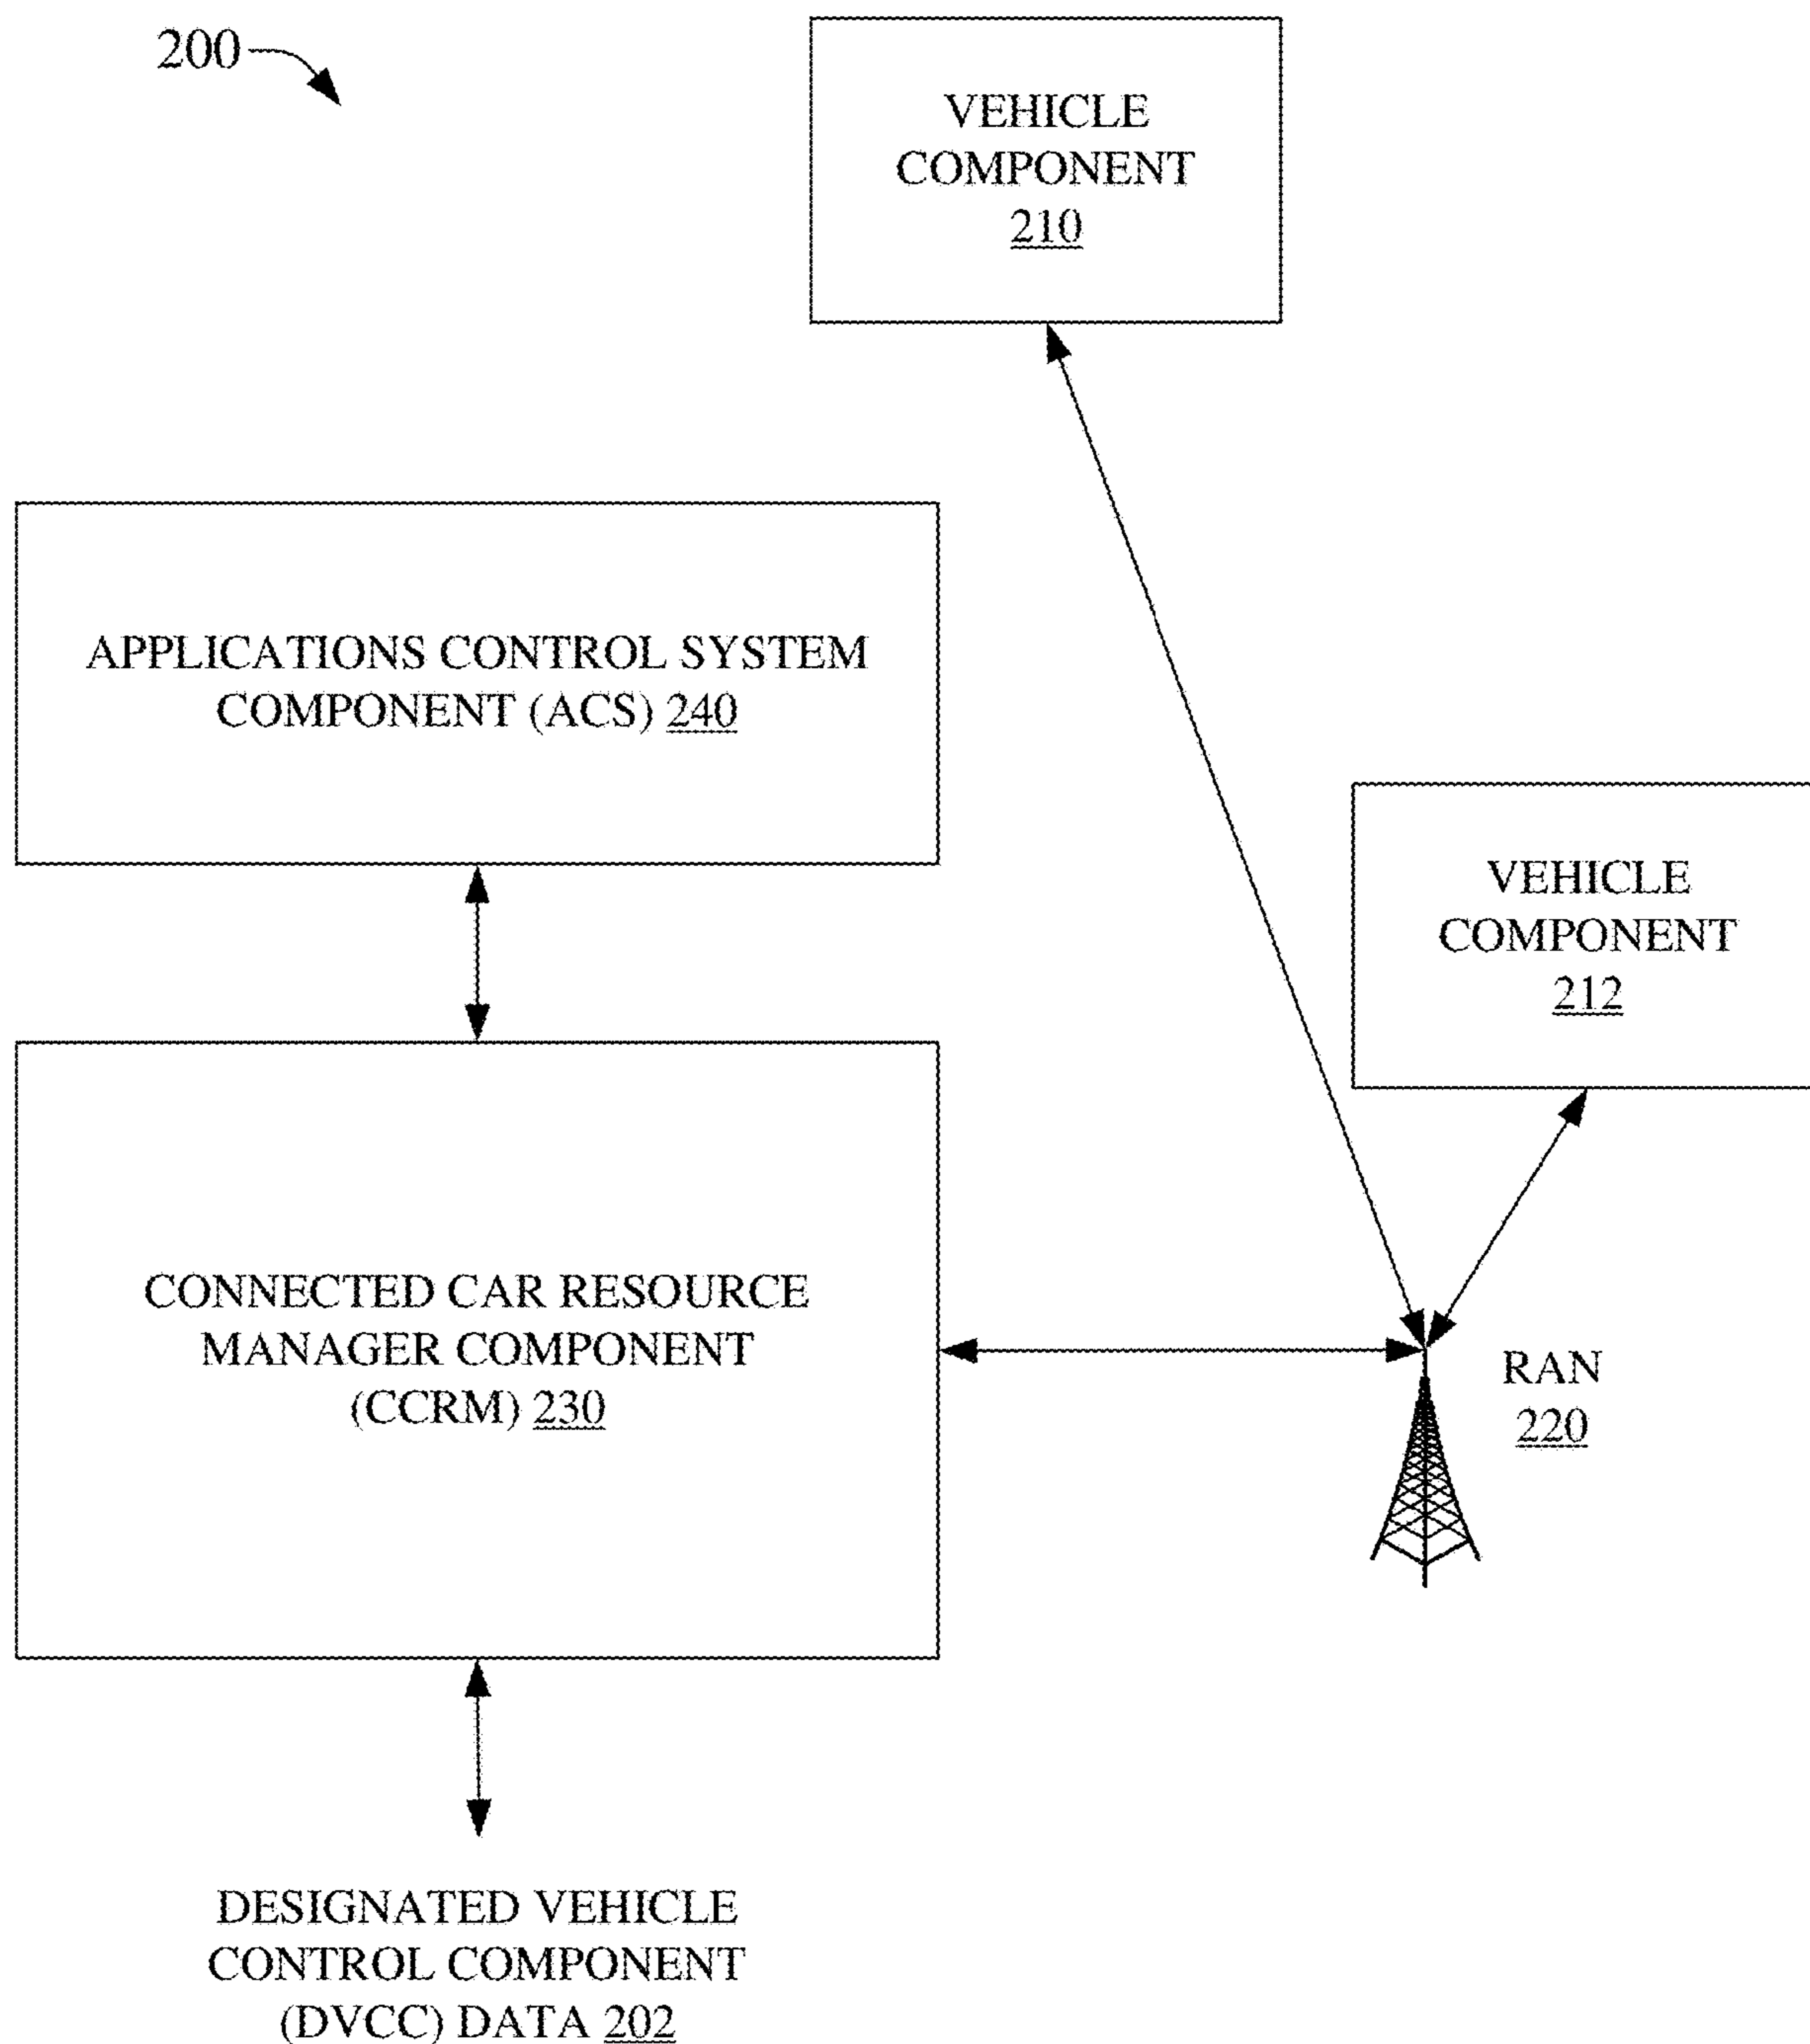 200
VEHICLE
COMPONENT
210
APPLICATIONS CONTROL SYSTEM
COMPONENT (ACS) 240
VEHICLE
COMPONENT
212
CONNECTED CAR RESOURCE
MANAGER COMPONENT
(CCRM) 230
RAN
220
DESIGNATED VEHICLE
CONTROL COMPONENT
(DVCC) DATA 202